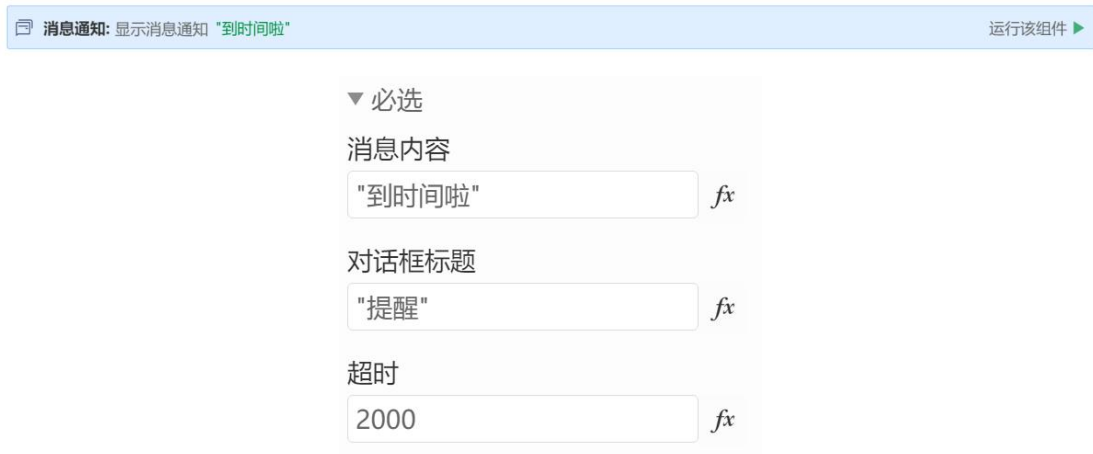 消息通知: 显示消息通知 "到时间啦" 运行该组件
必选
消息内容
"到时间啦" fx
对话框标题
"提醒" fx
超时
2000 fx